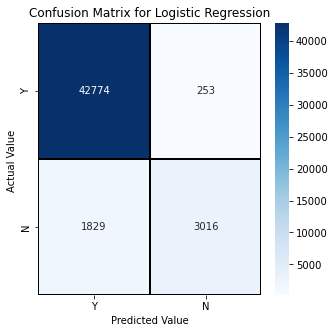 Confusion Matrix for Logistic Regression
Actual Value
Y
N
42774 253
1829 3016
Y N
Predicted Value
40000
35000
30000
25000
20000
15000
10000
5000